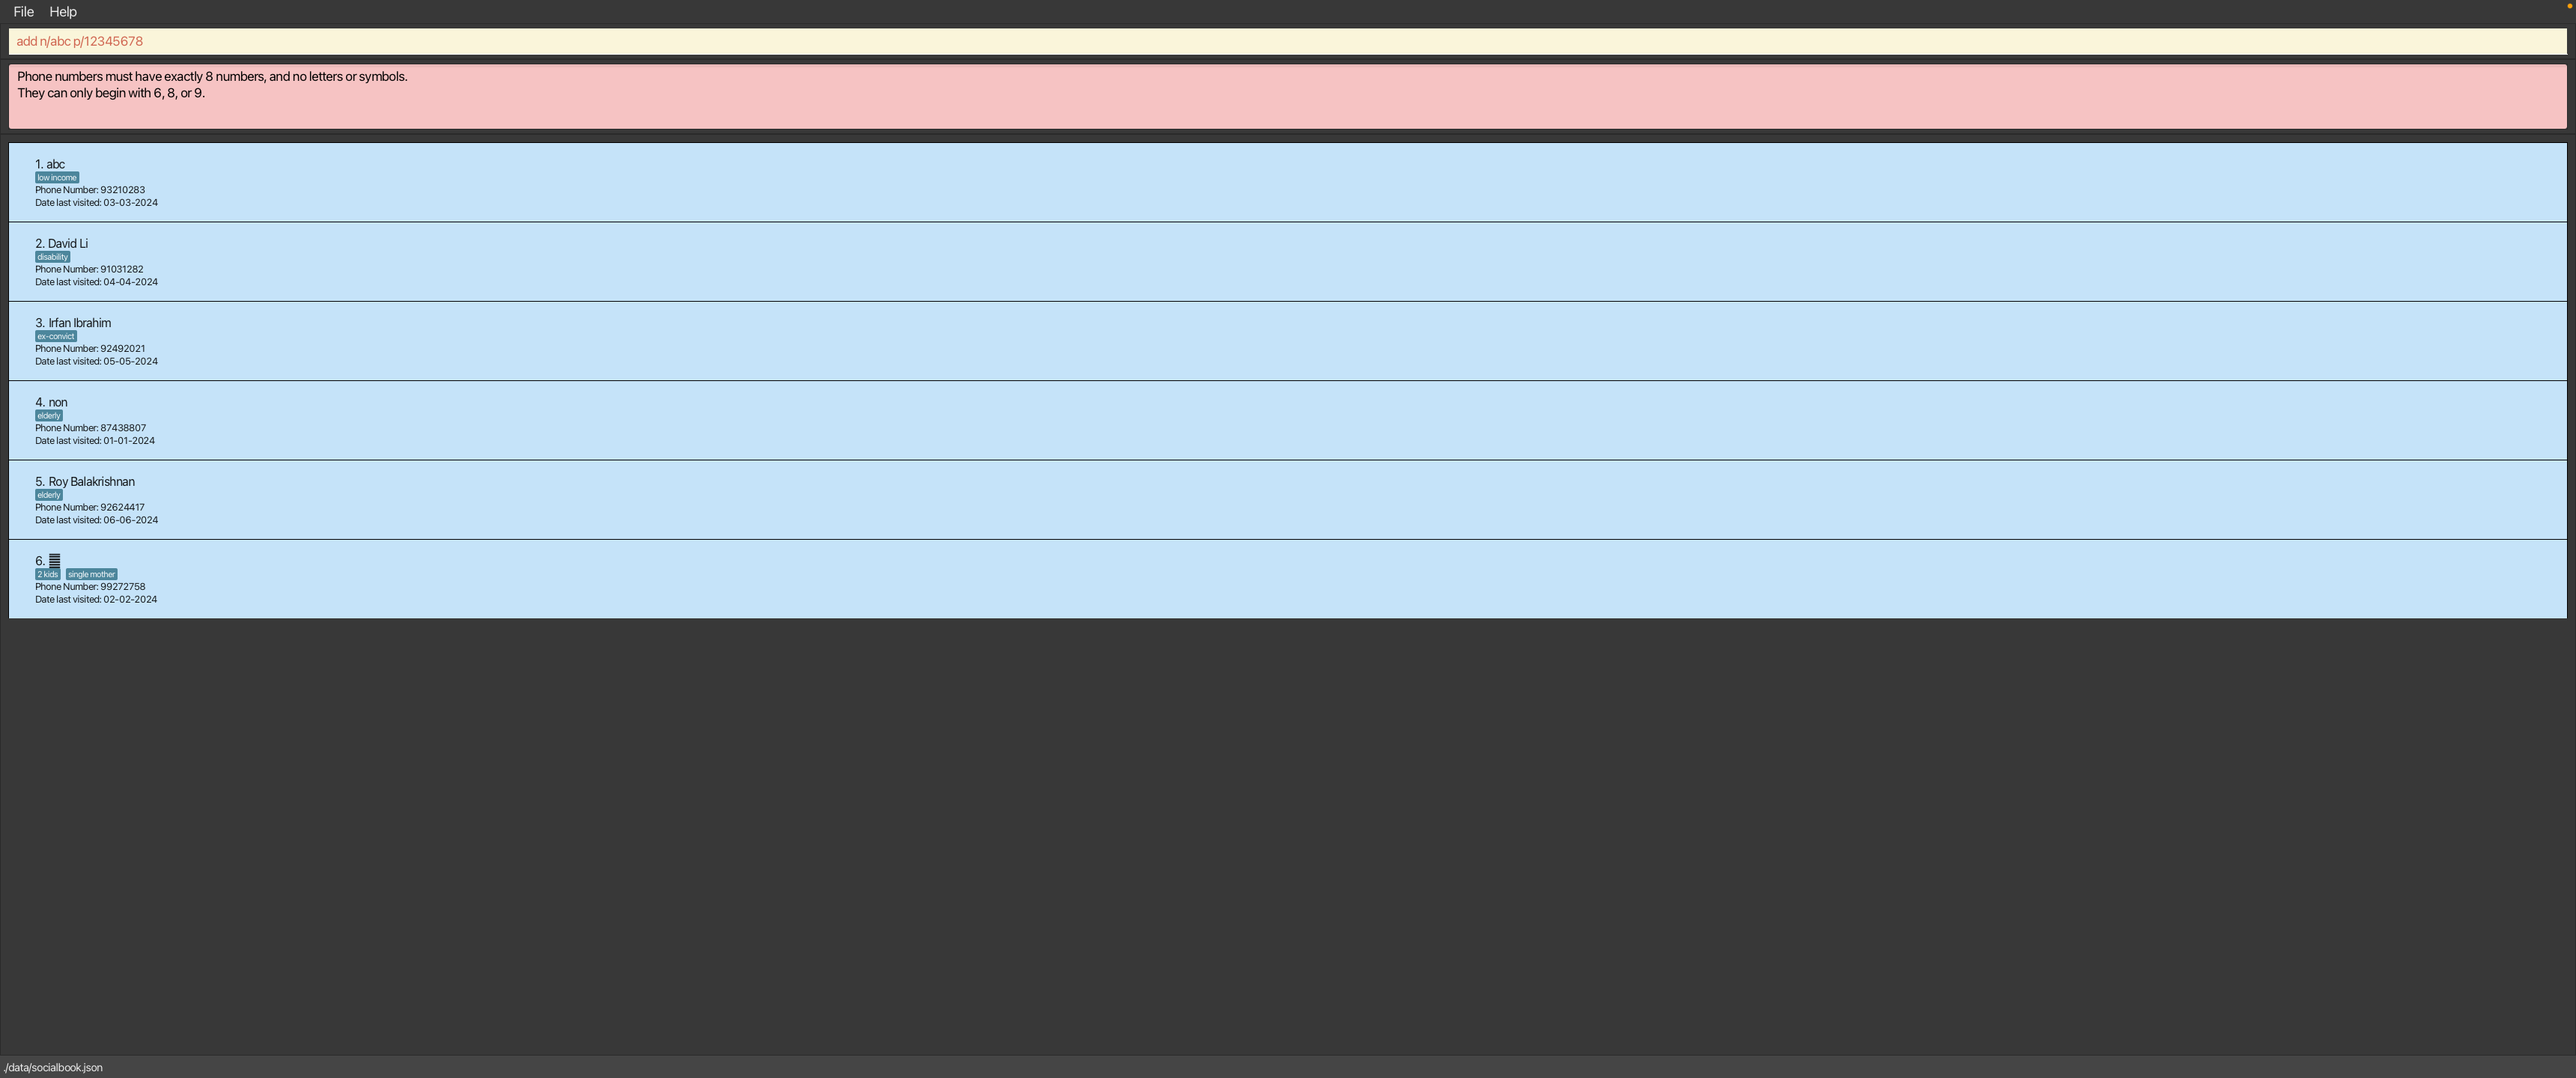 File Help
add n/abc p/12345678
Phone numbers must have exactly 8 numbers, and no letters or symbols.
They can only begin with 6, 8, or 9.
1. abc
low income
Phone Number: 93210283
Date last visited: 03-03-2024
2. David Li
disability
Phone Number: 91031282
Date last visited: 04-04-2024
3. Irfan Ibrahim
ex-convict
Phone Number: 92492021
Date last visited: 05-05-2024
4. non
elderly
Phone Number: 87438807
Date last visited: 01-01-2024
5. Roy Balakrishnan
elderly
Phone Number: 92624417
Date last visited: 06-06-2024
6.
2 kids single mother
Phone Number: 99272758
Date last visited: 02-02-2024
./data/socialbook.json